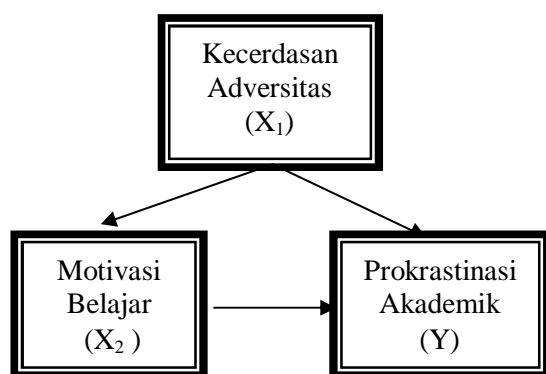 Kecerdasan
Adversitas
(X₁)
Motivasi
Belajar
(X₂ )
Prokrastinasi
Akademik
(Y)